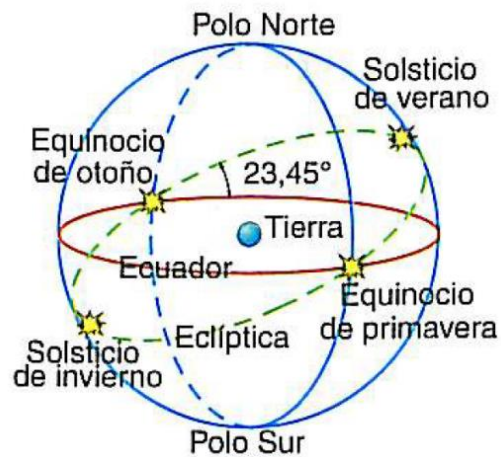 Polo Norte
Solsticio
de verano
Equinocio
de otoño
23,45°
Tierra
Ecuador
Equinocio
de primavera
Eclíptica
Solsticio
de invierno
Polo Sur